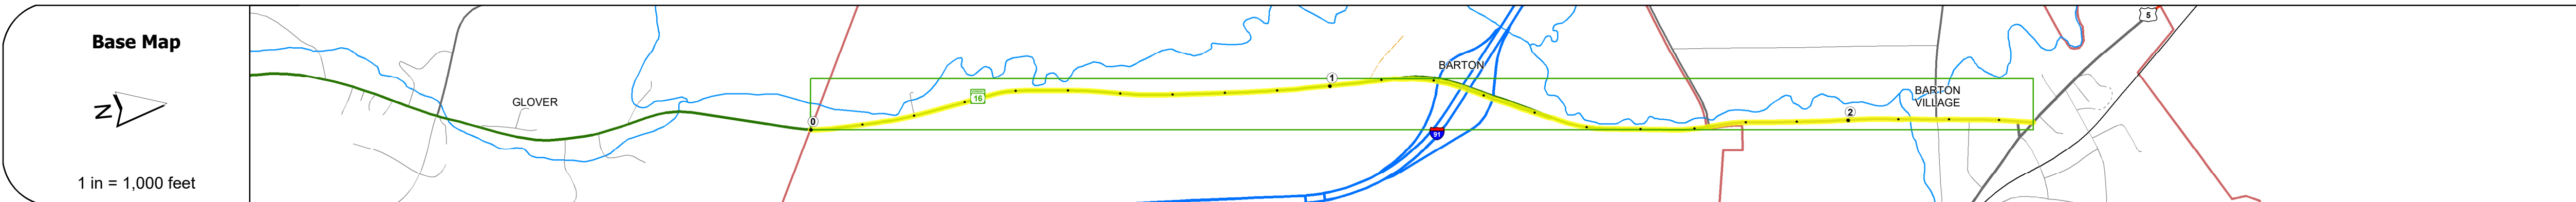 Base Map
N
1 in = 1,000 feet
GLOVER
0
16
1
BARTON
91
2
BARTON
VILLAGE
5